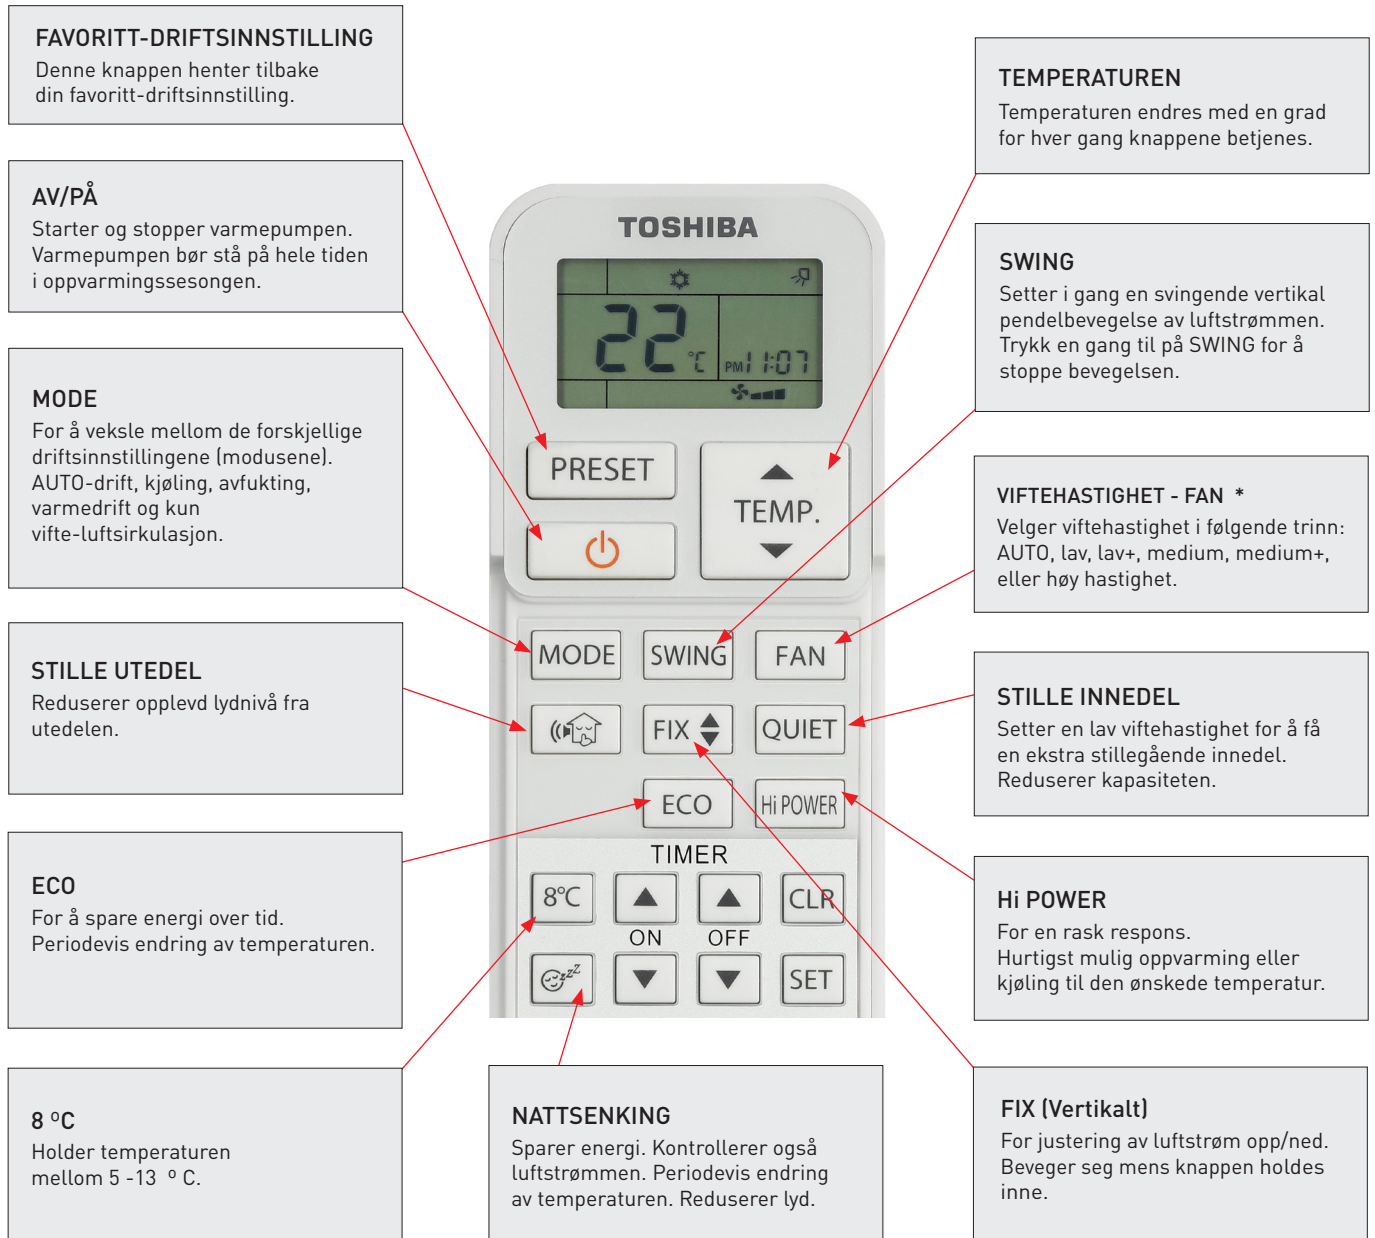 FAVORITT-DRIFTSINNSTILLING
Denne knappen henter tilbake
din favoritt-driftsinnstilling.
AV/PÅ
Starter og stopper varmepumpen.
Varmepumpen bør stå på hele tiden
i oppvarmingssesongen.
MODE
For å veksle mellom de forskjellige
driftsinnstillingene (modusene).
AUTO-drift, kjøling, avfukting,
varmedrift og kun
vifte-luftsirkulasjon.
STILLE UTEDEL
Reduserer opplevd lydnivå fra
utedelen.
ECO
For å spare energi over tid.
Periodevis endring av temperaturen.
8 ºC
Holder temperaturen
mellom 5 -13 º C.
TOSHIBA
22 °C
PM 11:07
PRESET
TEMP.
MODE
SWING
FAN
FIX
QUIET
ECO
Hi POWER
TIMER
8°C
CLR
ON
OFF
zzZ
SET
NATTSENKING
Sparer energi. Kontrollerer også
luftstrømmen. Periodevis endring
av temperaturen. Reduserer lyd.
TEMPERATUREN
Temperaturen endres med en grad
for hver gang knappene betjenes.
SWING
Setter i gang en svingende vertikal
pendelbevegelse av luftstrømmen.
Trykk en gang til på SWING for å
stoppe bevegelsen.
VIFTEHASTIGHET - FAN *
Velger viftehastighet i følgende trinn:
AUTO, lav, lav+, medium, medium+,
eller høy hastighet.
STILLE INNEDEL
Setter en lav viftehastighet for å få
en ekstra stillegående innedel.
Reduserer kapasiteten.
Hi POWER
For en rask respons.
Hurtigst mulig oppvarming eller
kjøling til den ønskede temperatur.
FIX (Vertikalt)
For justering av luftstrøm opp/ned.
Beveger seg mens knappen holdes
inne.